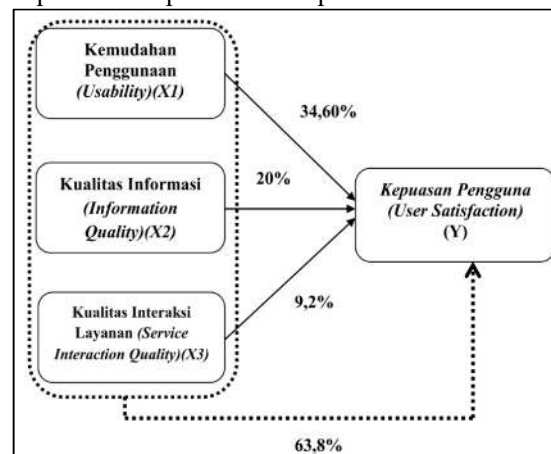 Kemudahan
Penggunaan
(Usability)(X1)
34,60%
Kualitas Informasi
(Information
Quality)(X2)
20%
Kepuasan Pengguna
(User Satisfaction)
(Y)
Kualitas Interaksi
Layanan (Service
Interaction Quality)(X3)
9,2%
63,8%